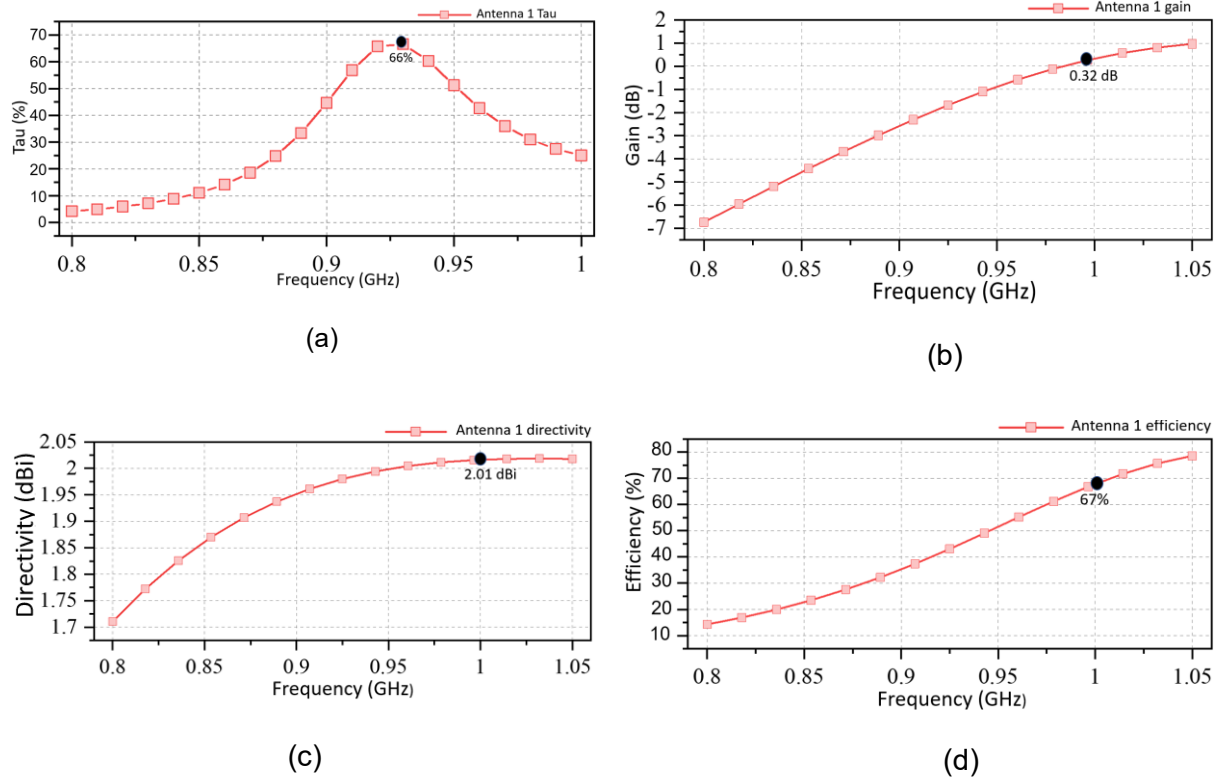 Antenna 1 Tau
70
60
50
40
30
20
10
0
Tau (%)
66%
0.8 0.85 0.9 0.95 1
Frequency (GHz)
(a)
Antenna 1 gain
1
0
-1
-2
-3
-4
-5
-6
-7
Gain (dB)
0.32 dB
0.8 0.85 0.9 0.95 1 1.05
Frequency (GHz)
(b)
Antenna 1 directivity
2.05
2
1.95
1.9
1.85
1.8
1.75
1.7
Directivity (dBi)
2.01 dBi
0.8 0.85 0.9 0.95 1 1.05
Frequency (GHz)
(c)
Antenna 1 efficiency
80
70
60
50
40
30
20
10
Efficiency (%)
67%
0.8 0.85 0.9 0.95 1 1.05
Frequency (GHz)
(d)